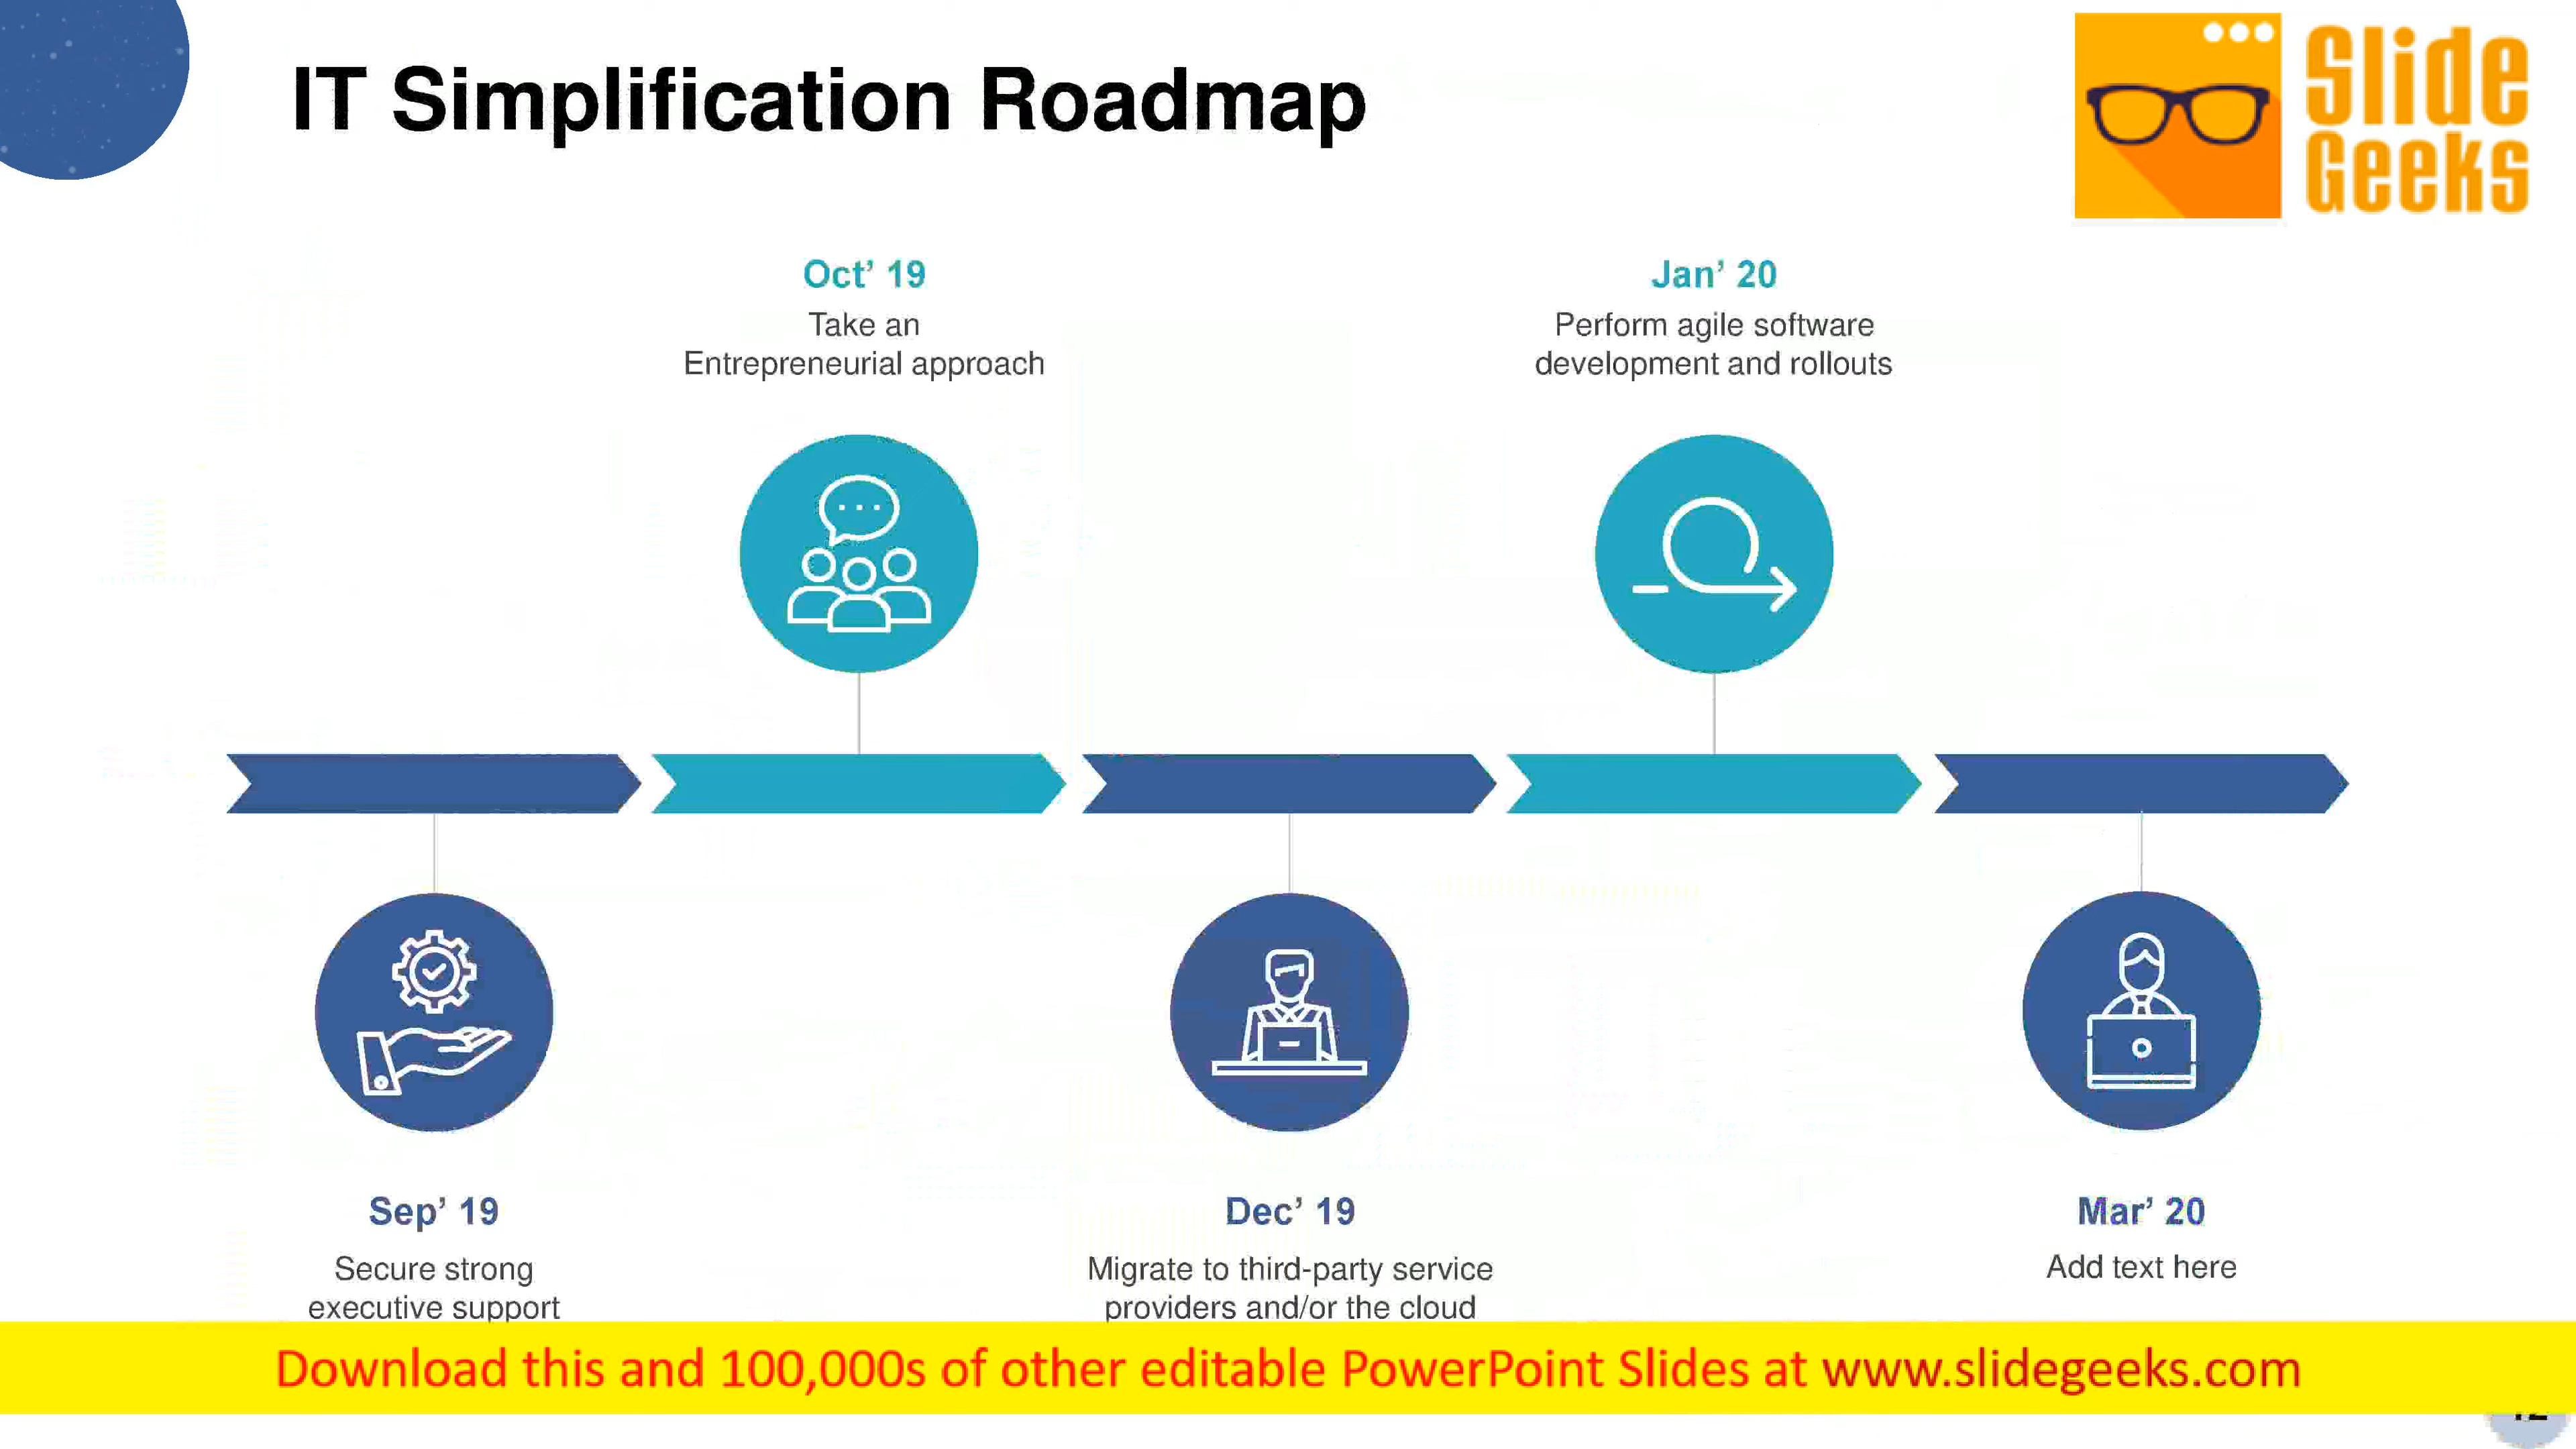 IT Simplification Roadmap
Slide
Geeks
Oct’ 19
Take an
Entrepreneurial approach
Jan’ 20
Perform agile software
development and rollouts
Sep’ 19
Secure strong
executive support
Dec’ 19
Migrate to third-party service
providers and/or the cloud
Mar’ 20
Add text here
Download this and 100,000s of other editable PowerPoint Slides at www.slidegeeks.com